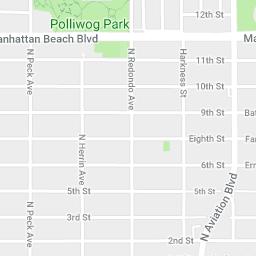 12th St
Polliwog Park
anhattan Beach Blvd
Ma
11th St
N Peck Ave
N Redondo Ave
Harkness St
10th St
9th St
Bat
N Herrin Ave
Eighth St
Fa
6th St
Ern
5th St
5th St
N Peck Ave
3rd St
N Aviation Blvd
2nd St